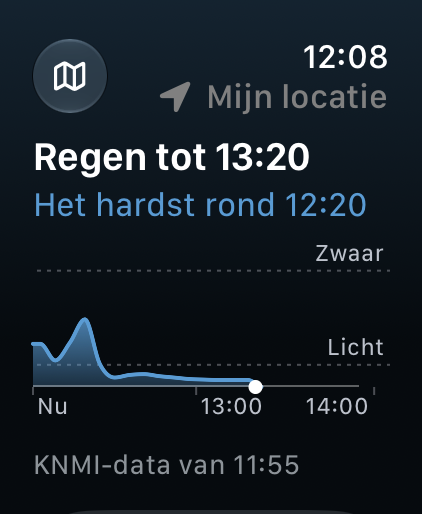 12:08
Mijn locatie
Regen tot 13:20
Het hardst rond 12:20
Zwaar
Licht
Nu 13:00 14:00
KNMI-data van 11:55